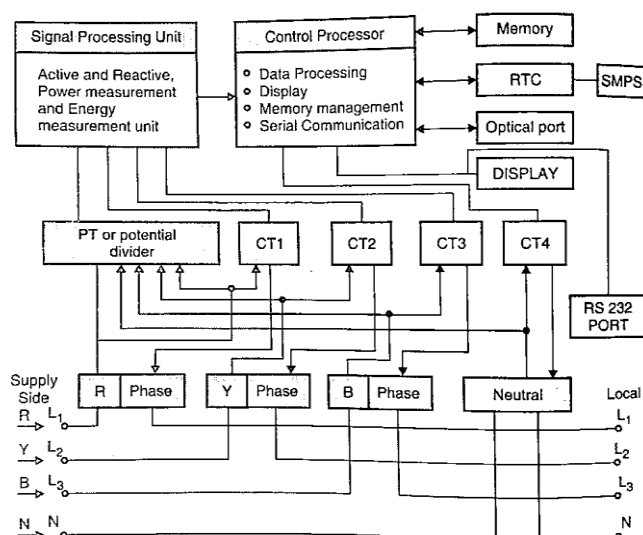 Signal Processing Unit
Active and Reactive,
Power measurement
and Energy
measurement unit
Control Processor
Data Processing
Display
Memory management
Serial Communication
Memory
RTC
SMPS
Optical port
DISPLAY
PT or potential
divider
CT1
CT2
CT3
CT4
RS 232
PORT
R Phase
Y Phase
B Phase
Neutral
Supply
Side
Local
R L1
L1
Y L2
L2
B L3
L3
N N
N